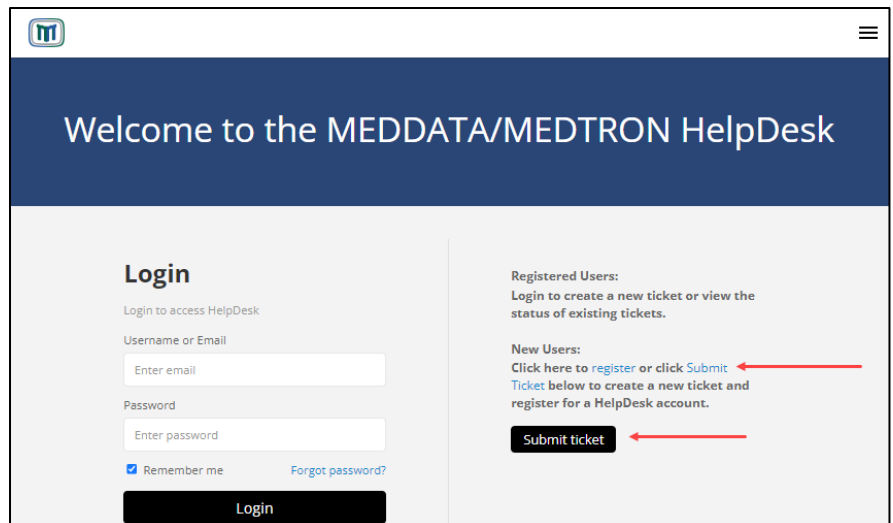 m
Welcome to the MEDDATA/MEDTRON HelpDesk
Login
Login to access HelpDesk
Username or Email
Enter email
Password
Enter password
Remember me
Forgot password?
Login
Registered Users:
Login to create a new ticket or view the
status of existing tickets.
New Users:
Click here to register or click Submit
Ticket below to create a new ticket and
register for a HelpDesk account.
Submit ticket